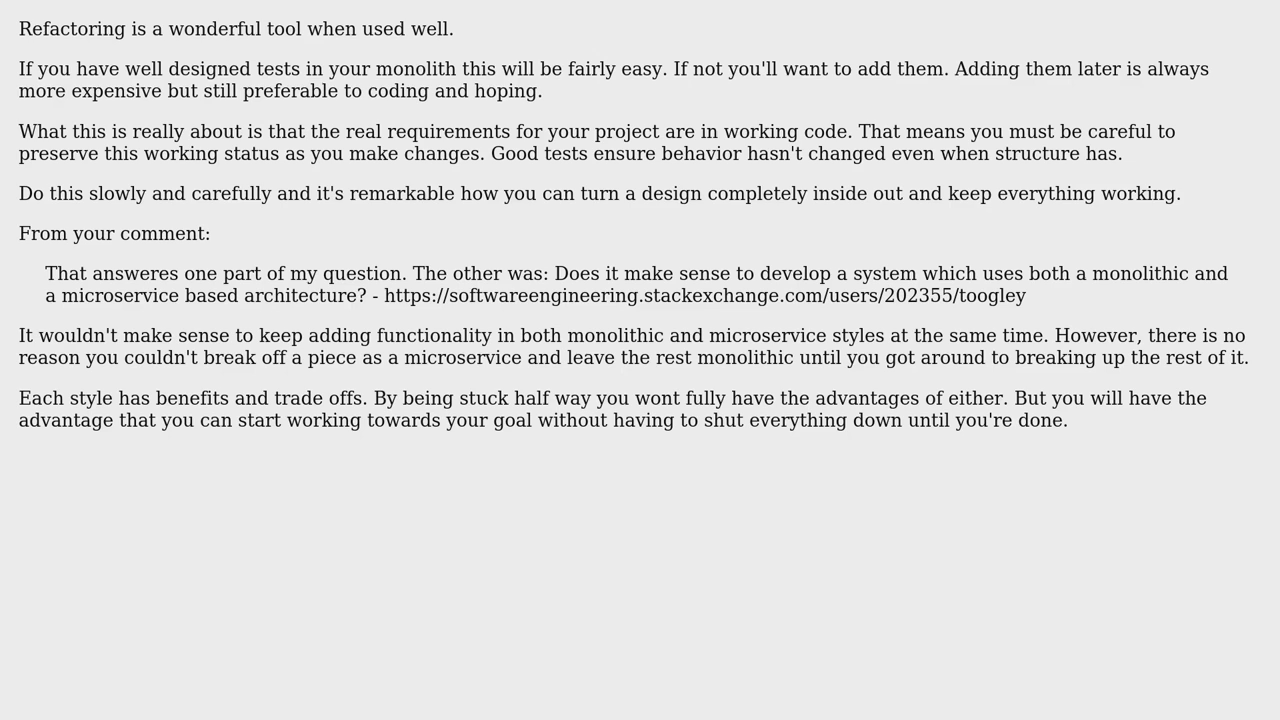 Refactoring is a wonderful tool when used well.
If you have well designed tests in your monolith this will be fairly easy. If not you'll want to add them. Adding them later is always
more expensive but still preferable to coding and hoping.
What this is really about is that the real requirements for your project are in working code. That means you must be careful to
preserve this working status as you make changes. Good tests ensure behavior hasn't changed even when structure has.
Do this slowly and carefully and it's remarkable how you can turn a design completely inside out and keep everything working.
From your comment:
That answeres one part of my question. The other was: Does it make sense to develop a system which uses both a monolithic and
a microservice based architecture? - https://softwareengineering.stackexchange.com/users/202355/toogley
It wouldn't make sense to keep adding functionality in both monolithic and microservice styles at the same time. However, there is no
reason you couldn't break off a piece as a microservice and leave the rest monolithic until you got around to breaking up the rest of it.
Each style has benefits and trade offs. By being stuck half way you wont fully have the advantages of either. But you will have the
advantage that you can start working towards your goal without having to shut everything down until you're done.